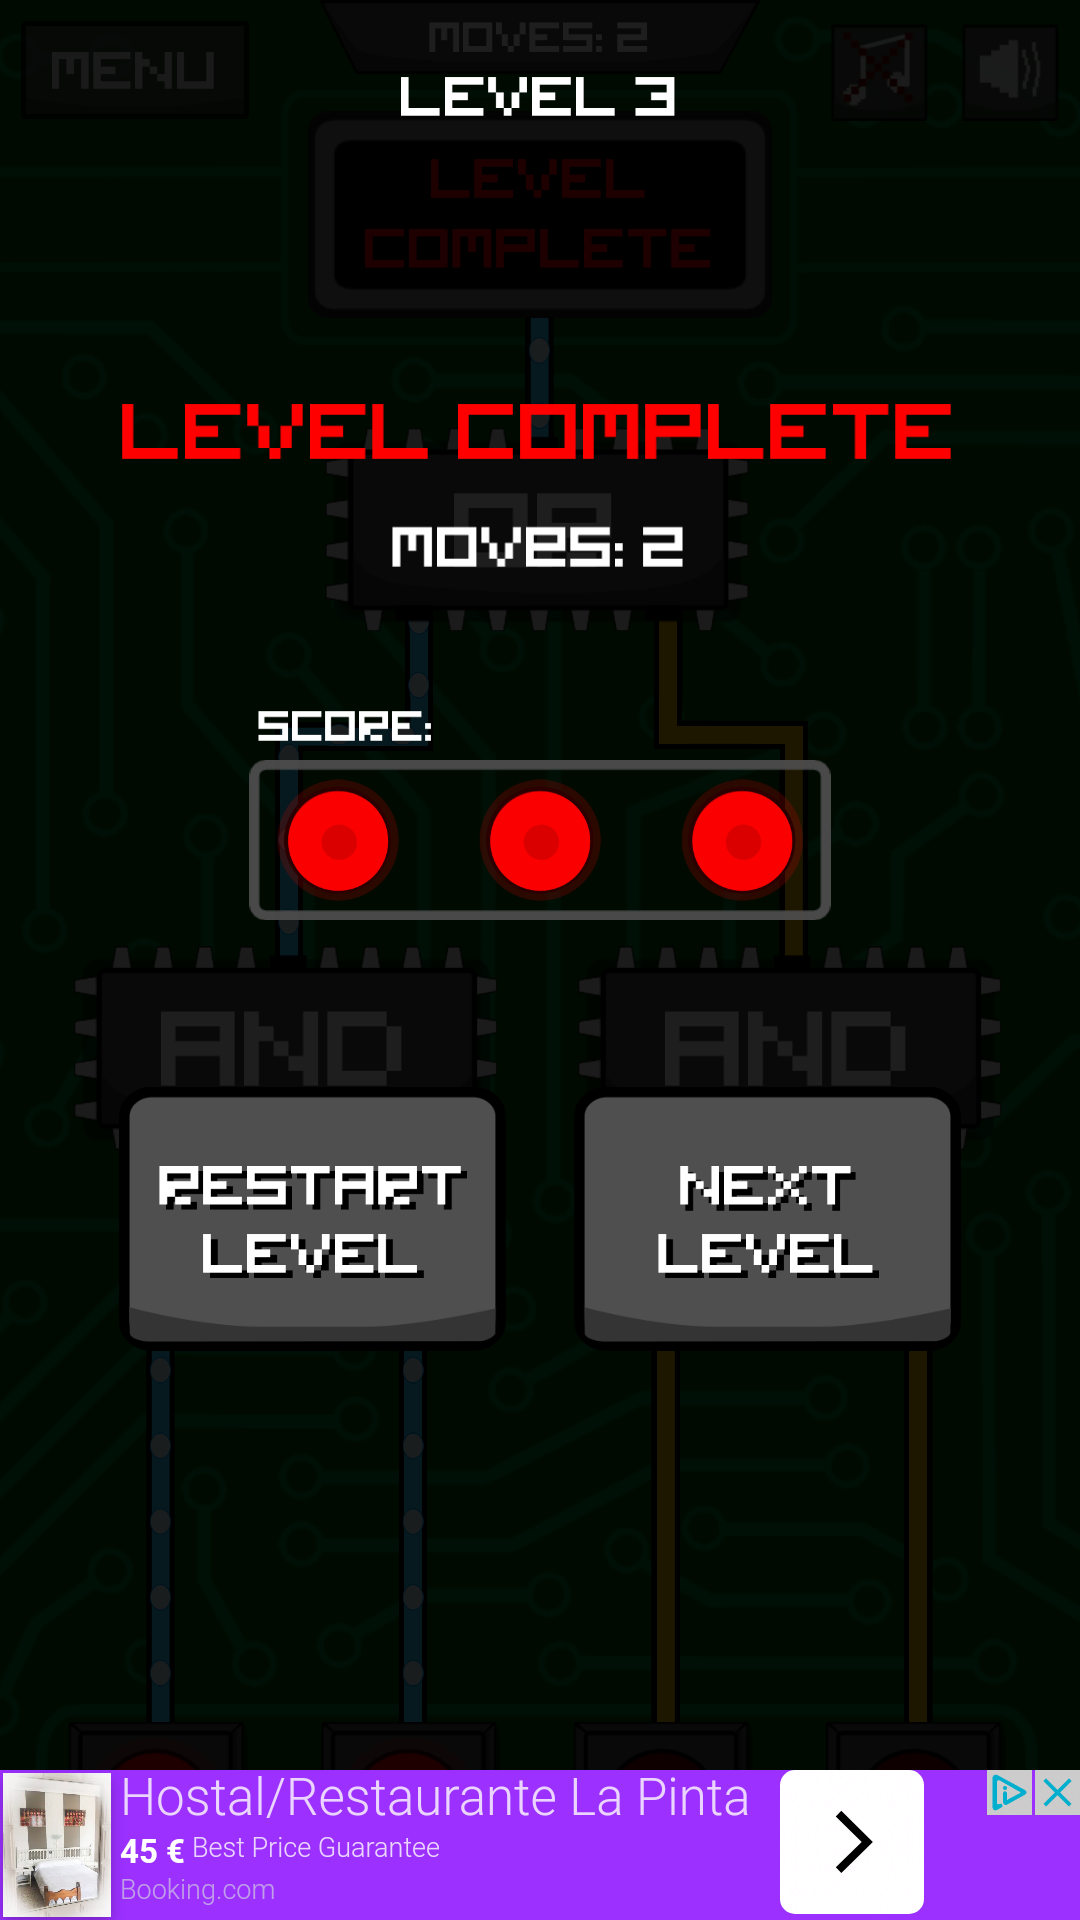 MOVES: 2
MENU
LEVEL 3
LEVEL
COMPLETE
LEVEL COMPLETE
OR
MOVES: 2
SCORE:
AND AND
RESTART
LEVEL
NEXT
LEVEL
Hostal/Restaurante La Pinta
45 € Best Price Guarantee
Booking.com